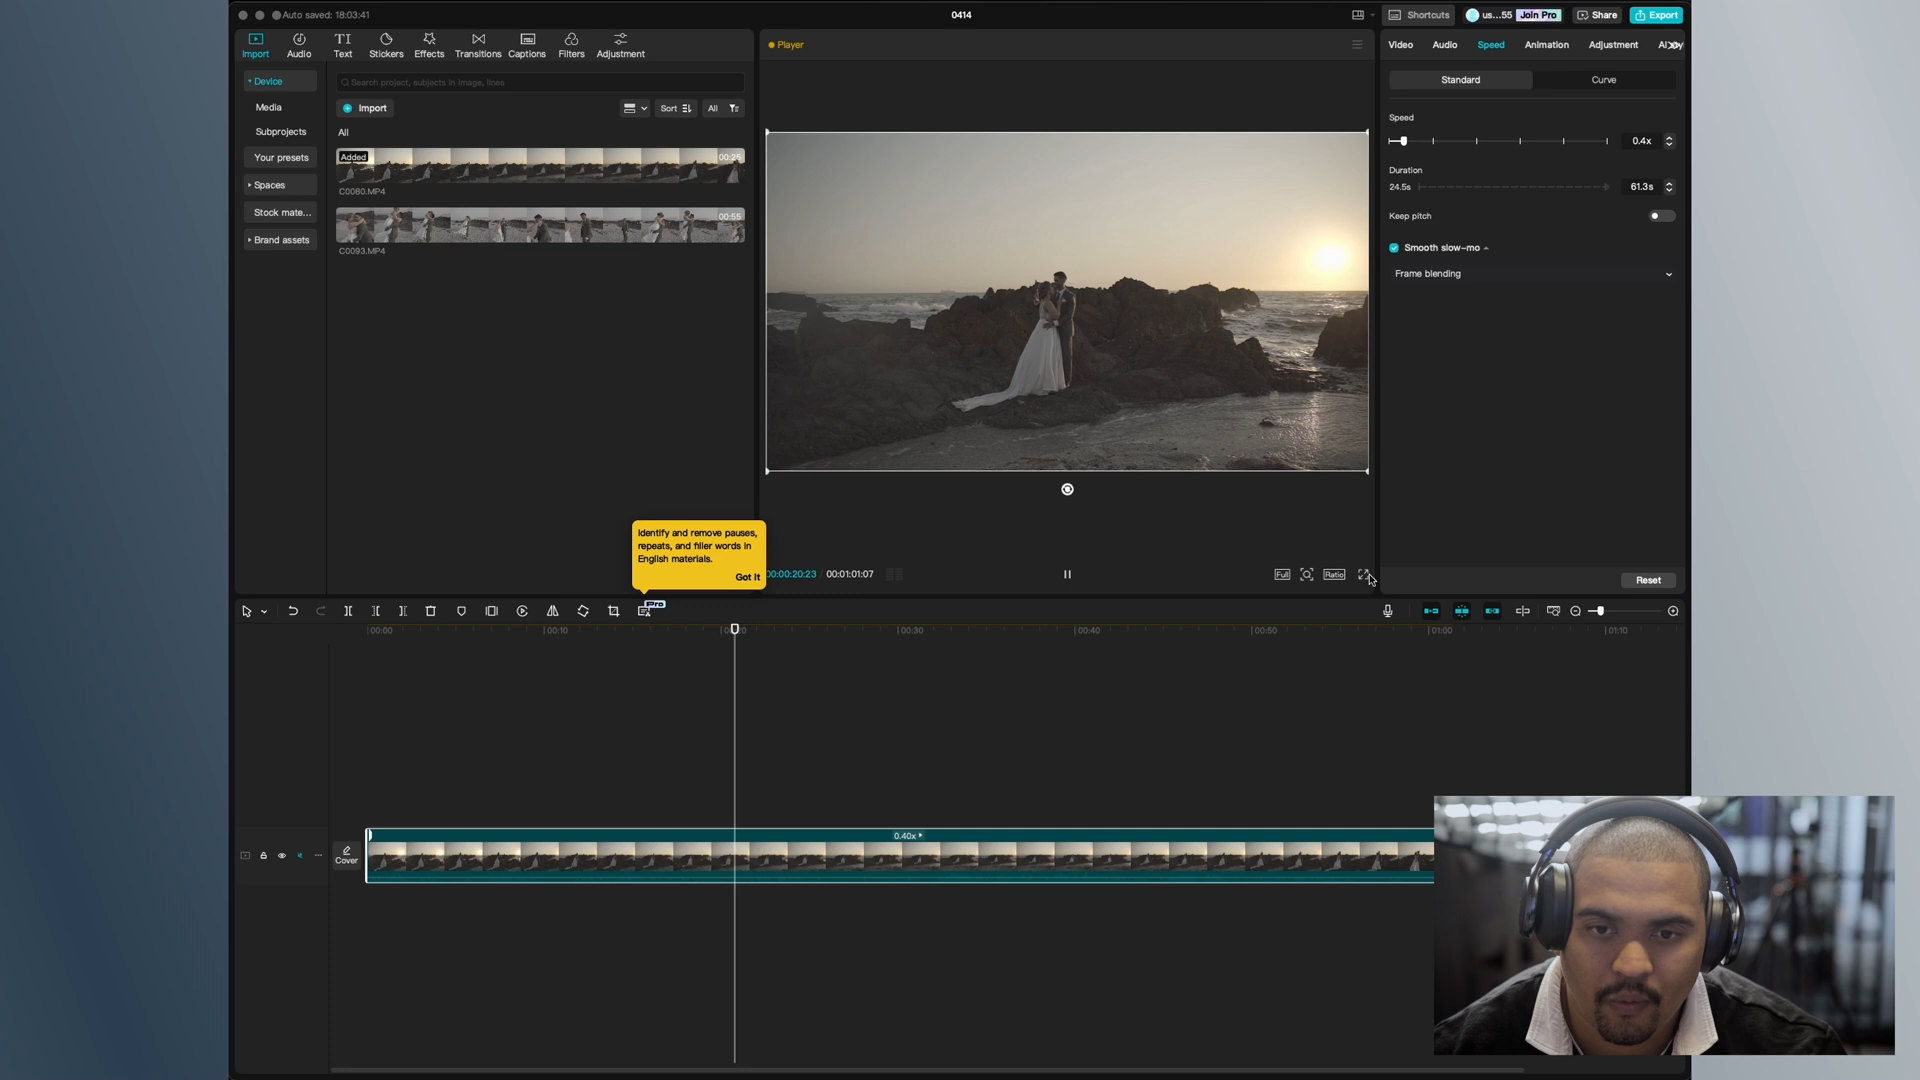 Auto saved: 18:03:41
0414
Shortcuts
us...55
Join Pro
Share
Export
Import
Audio
Text
Stickers
Effects
Transitions
Captions
Filters
Adjustment
Device
Media
Subprojects
Your presets
Spaces
Stock mate...
Brand assets
Search project, subjects in image, lines
Import
Sort
All
All
Added
00:25
C0080.MP4
00:55
C0093.MP4
Player
Identify and remove pauses,
repeats, and filler words in
English materials.
Got it
00:00:20:23 / 00:01:01:07
Full
Ratio
Video
Audio
Speed
Animation
Adjustment
Standard
Curve
Speed
0.4x
Duration
24.5s
61.3s
Keep pitch
Smooth slow-mo
Frame blending
Reset
Pro
00:00
00:10
00:30
00:40
00:50
01:00
01:10
Cover
0.40x